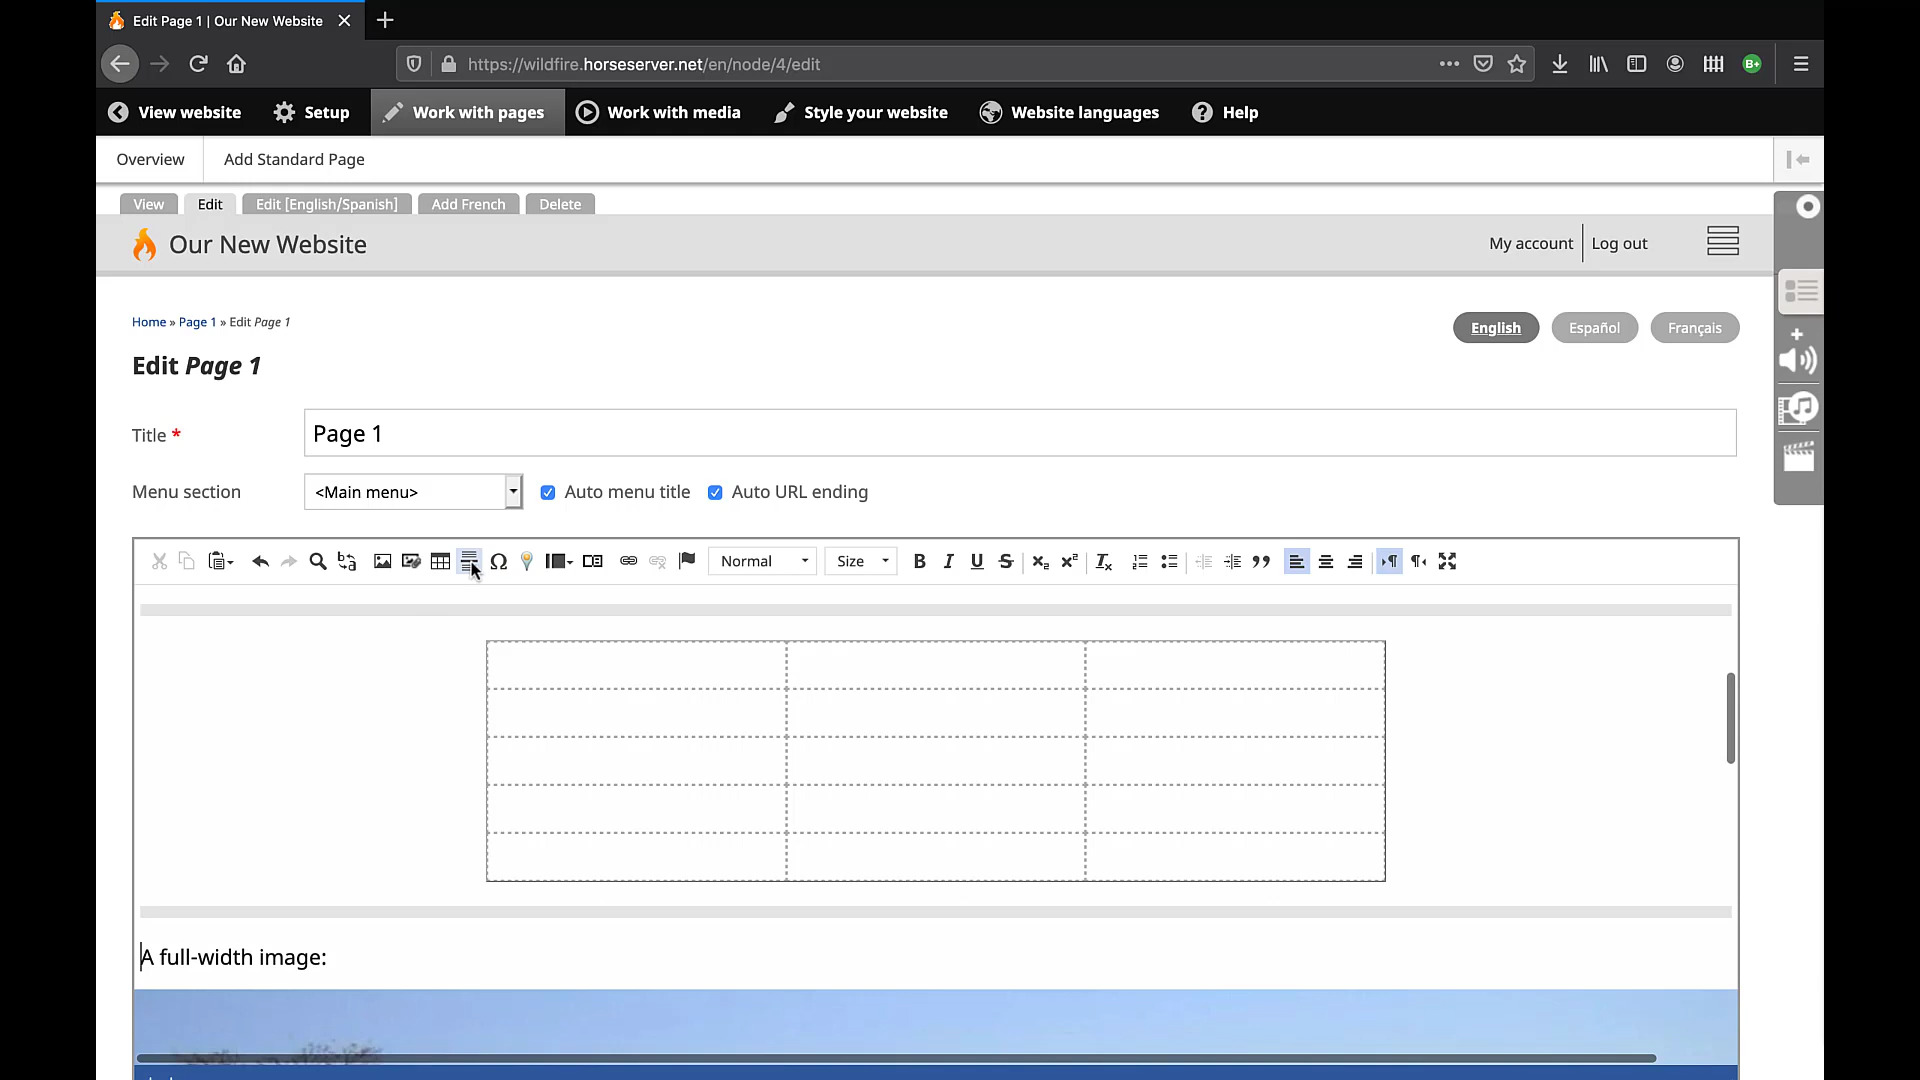 Edit Page 1 | Our New Website
https://wildfire.horseserver.net/en/node/4/edit
B+
View website
Setup
Work with pages
Work with media
Style your website
Website languages
Help
Overview
Add Standard Page
View
Edit
Edit [English/Spanish]
Add French
Delete
Our New Website
My account
Log out
Home » Page 1 » Edit Page 1
English
Español
Français
Edit Page 1
Title *
Page 1
Menu section
<Main menu>
Auto menu title
Auto URL ending
Normal
Size
B I U S x₂ x² Ix
A full-width image: